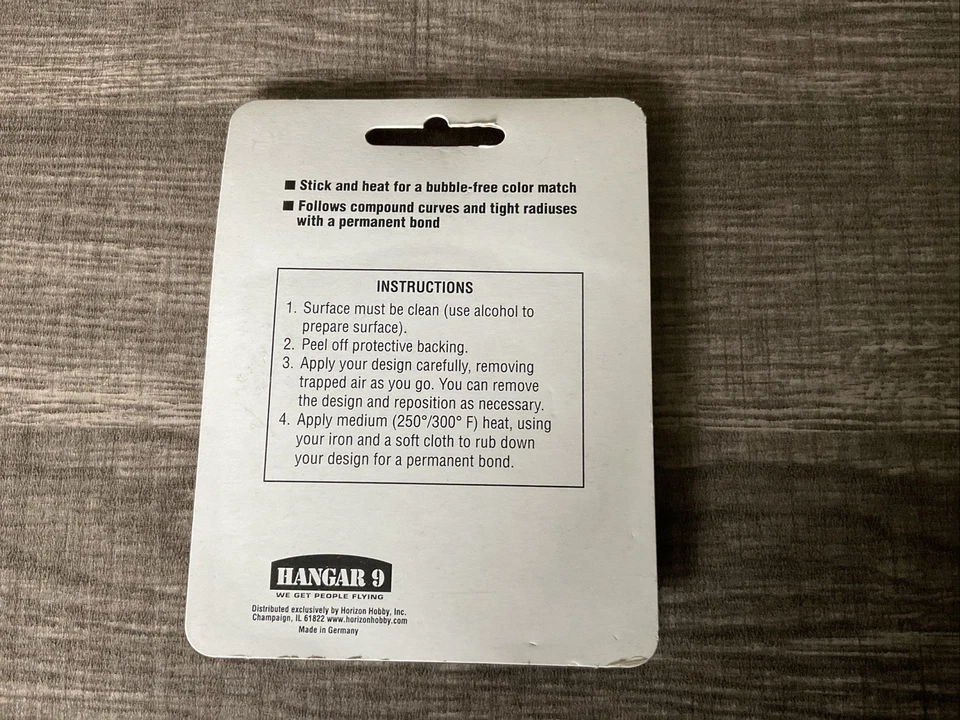 ■ Stick and heat for a bubble-free color match
■ Follows compound curves and tight radiuses
with a permanent bond
INSTRUCTIONS
1. Surface must be clean (use alcohol to
prepare surface).
2. Peel off protective backing.
3. Apply your design carefully, removing
trapped air as you go. You can remove
the design and reposition as necessary.
4. Apply medium (250°/300° F) heat, using
your iron and a soft cloth to rub down
your design for a permanent bond.
HANGAR 9
WE GET PEOPLE FLYING
Distributed exclusively by Horizon Hobby, Inc.
Champaign, IL 61822 www.horizonhobby.com
Made in Germany